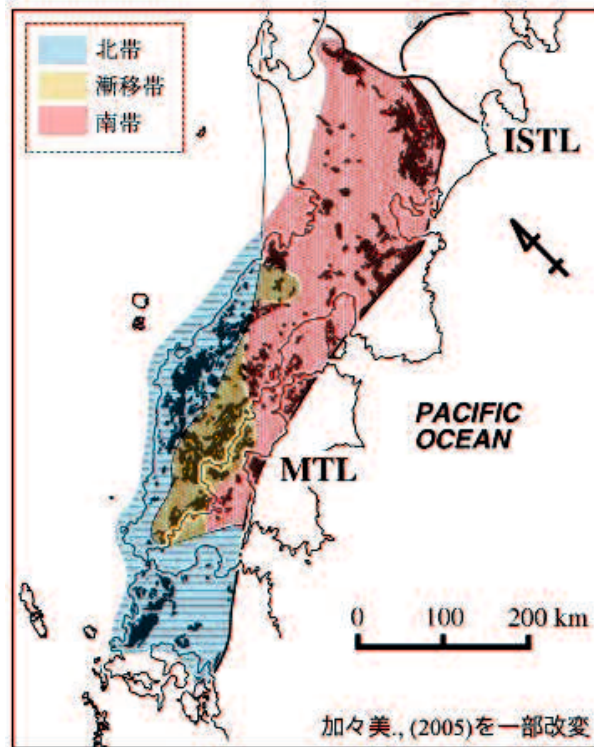 北帯
漸移帯
南帯
ISTL
PACIFIC
OCEAN
MTL
0 100 200 km
加々美., (2005)を一部改変